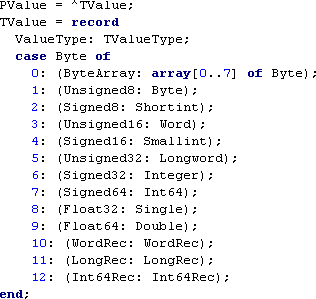 PValue = ^TValue;
TValue = record
  ValueType: TValueType;
  case Byte of
    0: (ByteArray: array[0..7] of Byte);
    1: (Unsigned8: Byte);
    2: (Signed8: Shortint);
    3: (Unsigned16: Word);
    4: (Signed16: Smallint);
    5: (Unsigned32: Longword);
    6: (Signed32: Integer);
    7: (Signed64: Int64);
    8: (Float32: Single);
    9: (Float64: Double);
    10: (WordRec: WordRec);
    11: (LongRec: LongRec);
    12: (Int64Rec: Int64Rec);
end;